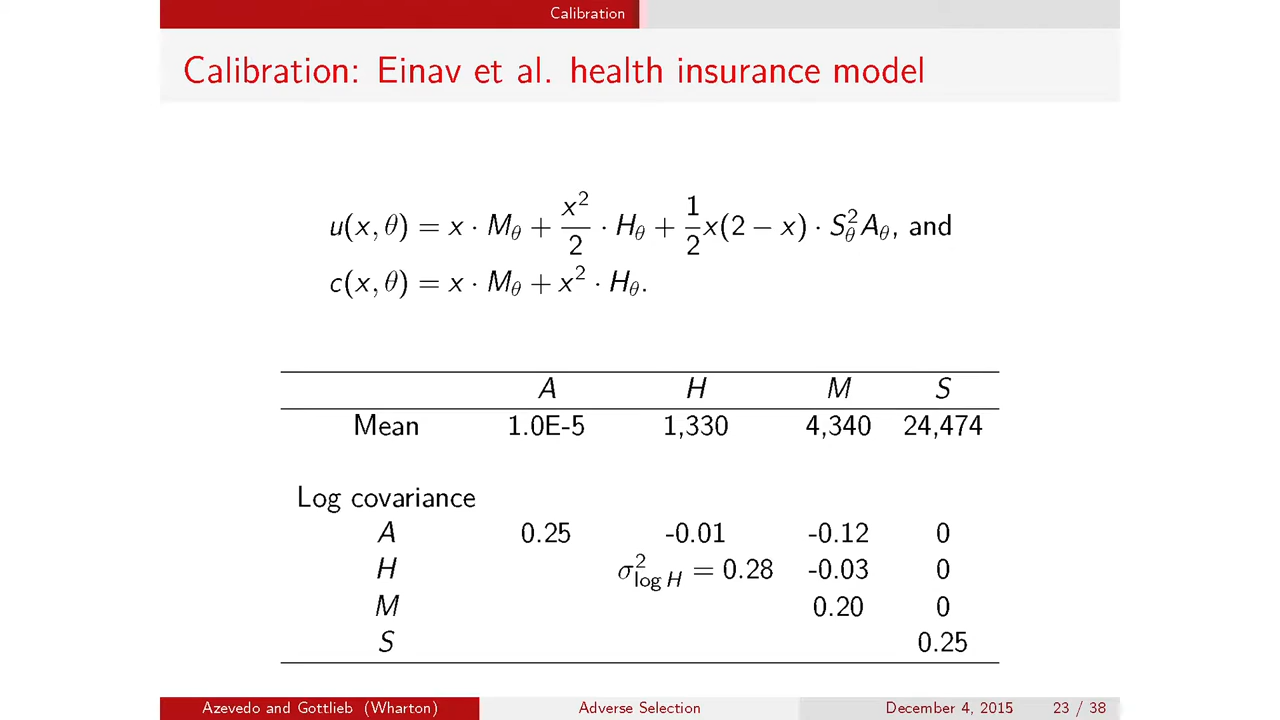 Calibration
Calibration: Einav et al. health insurance model
u(x, θ) = x · M_θ + x²/2 · H_θ + 1/2 x(2 − x) · S²_θ A_θ, and
c(x, θ) = x · M_θ + x² · H_θ.
A H M S
Mean 1.0E-5 1,330 4,340 24,474
Log covariance
A 0.25 -0.01 -0.12 0
H σ²_log H = 0.28 -0.03 0
M 0.20 0
S 0.25
Azevedo and Gottlieb (Wharton) Adverse Selection December 4, 2015 23 / 38